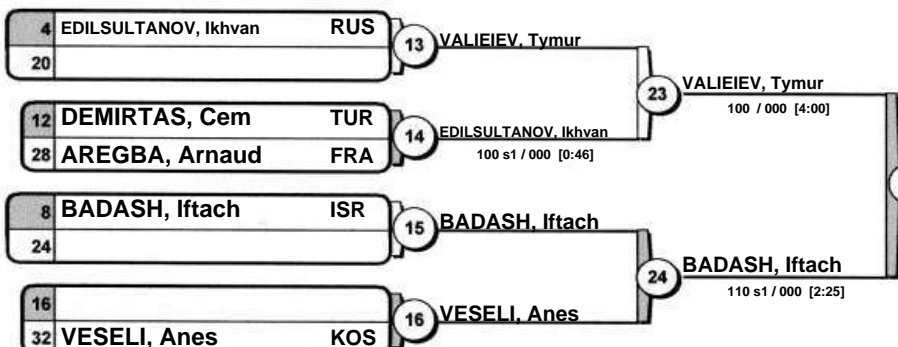 4 EDILSULTANOV, Ikhvan RUS
20
13 VALIEIEV, Tymur
23 VALIEIEV, Tymur
100 / 000 [4:00]
12 DEMIRTAS, Cem TUR
28 AREGBA, Arnaud FRA
14 EDILSULTANOV, Ikhvan
100 s1 / 000 [0:46]
8 BADASH, Iftach ISR
24
15 BADASH, Iftach
24 BADASH, Iftach
110 s1 / 000 [2:25]
16
32 VESELI, Anes KOS
16 VESELI, Anes